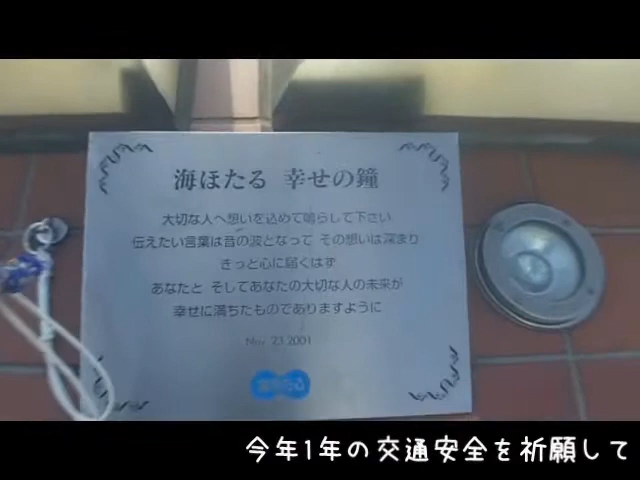 海ほたる 幸せの鐘
大切な人へ想いを込めて鳴らして下さい
伝えたい言葉は音の波となって その想いは深まり
きっと心に届くはず
あなたと そしてあなたの大切な人の未来が
幸せに満ちたものでありますように
Nov. 23.2001
今年1年の交通安全を祈願して